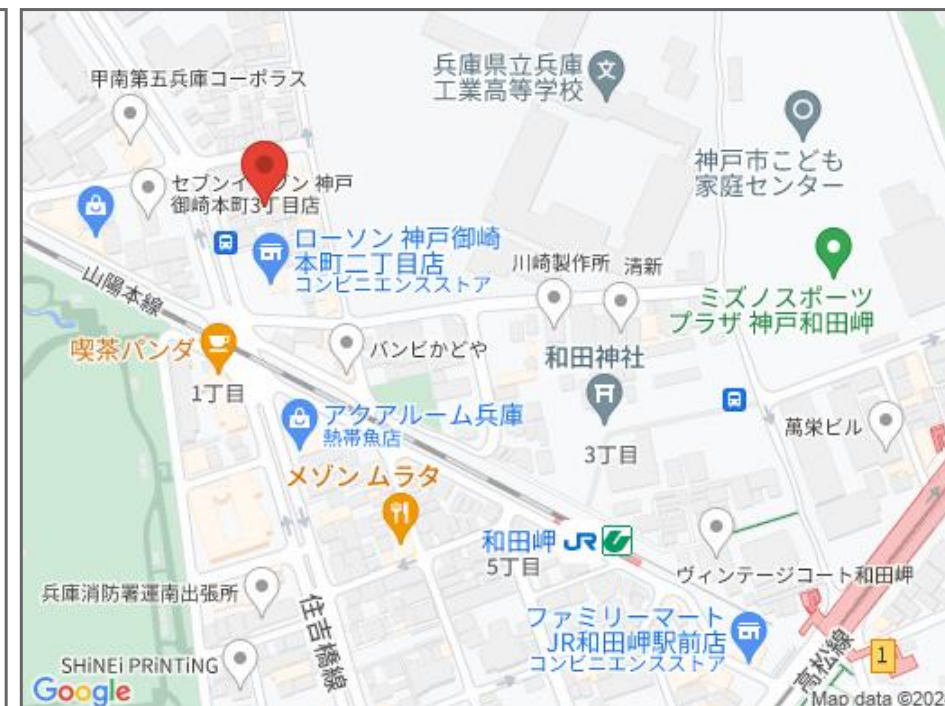 甲南第五兵庫コーポラス
兵庫県立兵庫
工業高等学校
神戸市こども
家庭センター
セブンイ ブン 神戸
御崎本町3丁目店
ローソン 神戸御崎
本町二丁目店
コンビニエンスストア
川崎製作所
清新
ミズノスポーツ
プラザ 神戸和田岬
山陽本線
喫茶パンダ
バンビかどや
和田神社
1丁目
アクアルーム兵庫
熱帯魚店
萬栄ビル
3丁目
メゾン ムラタ
和田岬 JR
5丁目
ヴィンテージコート和田岬
兵庫消防署運南出張所
住吉橋線
ファミリーマート
JR和田岬駅前店
コンビニエンスストア
高松線
1
SHiNEi PRiNTiNG
Google
Map data ©202